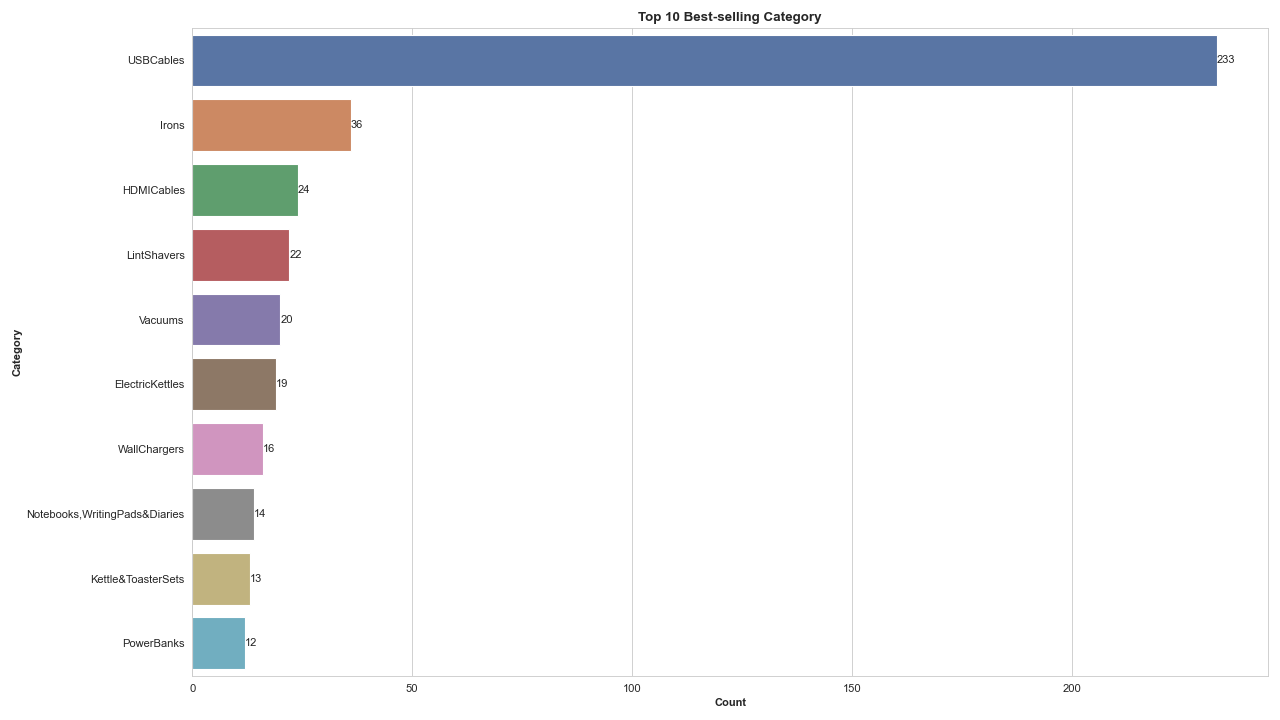 Top 10 Best-selling Category
Category
USBCables 233
Irons 36
HDMICables 24
LintShavers 22
Vacuums 20
ElectricKettles 19
WallChargers 16
Notebooks,WritingPads&Diaries 14
Kettle&ToasterSets 13
PowerBanks 12
0 50 100 150 200
Count